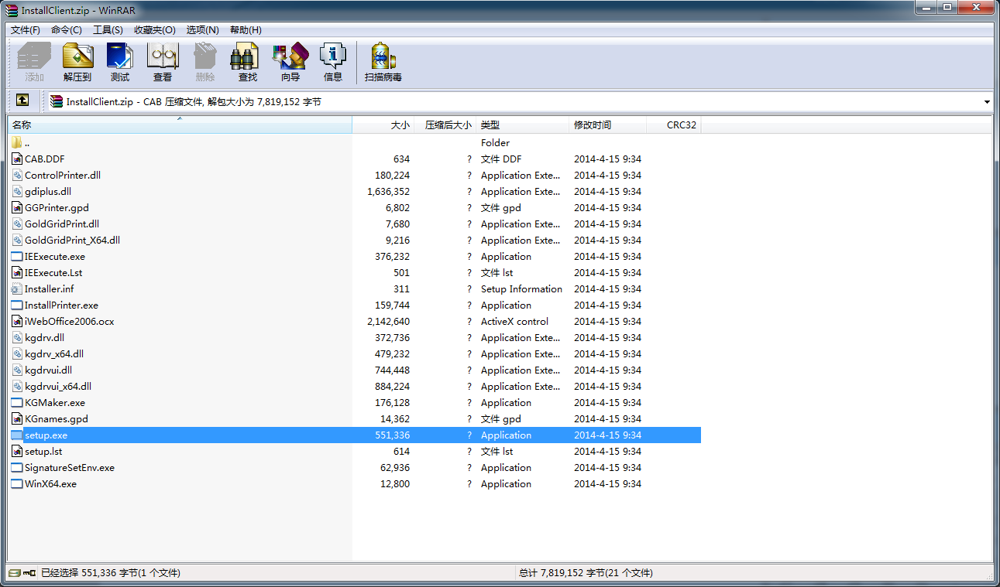 InstallClient.zip - WinRAR
文件(F) 命令(C) 工具(S) 收藏夹(O) 选项(N) 帮助(H)
添加 解压到 测试 查看 删除 查找 向导 信息 扫描病毒
InstallClient.zip - CAB 压缩文件, 解包大小为 7,819,152 字节
名称 大小 压缩后大小 类型 修改时间 CRC32
.. Folder
CAB.DDF 634 ? 文件 DDF 2014-4-15 9:34
ControlPrinter.dll 180,224 ? Application Exte... 2014-4-15 9:34
gdiplus.dll 1,636,352 ? Application Exte... 2014-4-15 9:34
GGPrinter.gpd 6,802 ? 文件 gpd 2014-4-15 9:34
GoldGridPrint.dll 7,680 ? Application Exte... 2014-4-15 9:34
GoldGridPrint_X64.dll 9,216 ? Application Exte... 2014-4-15 9:34
IEExecute.exe 376,232 ? Application 2014-4-15 9:34
IEExecute.Lst 501 ? 文件 lst 2014-4-15 9:34
Installer.inf 311 ? Setup Information 2014-4-15 9:34
InstallPrinter.exe 159,744 ? Application 2014-4-15 9:34
iWebOffice2006.ocx 2,142,640 ? ActiveX control 2014-4-15 9:34
kgdrv.dll 372,736 ? Application Exte... 2014-4-15 9:34
kgdrv_x64.dll 479,232 ? Application Exte... 2014-4-15 9:34
kgdrvui.dll 744,448 ? Application Exte... 2014-4-15 9:34
kgdrvui_x64.dll 884,224 ? Application Exte... 2014-4-15 9:34
KGMaker.exe 176,128 ? Application 2014-4-15 9:34
KGnames.gpd 14,362 ? 文件 gpd 2014-4-15 9:34
setup.exe 551,336 ? Application 2014-4-15 9:34
setup.lst 614 ? 文件 lst 2014-4-15 9:34
SignatureSetEnv.exe 62,936 ? Application 2014-4-15 9:34
WinX64.exe 12,800 ? Application 2014-4-15 9:34
已经选择 551,336 字节(1 个文件) 总计 7,819,152 字节(21 个文件)